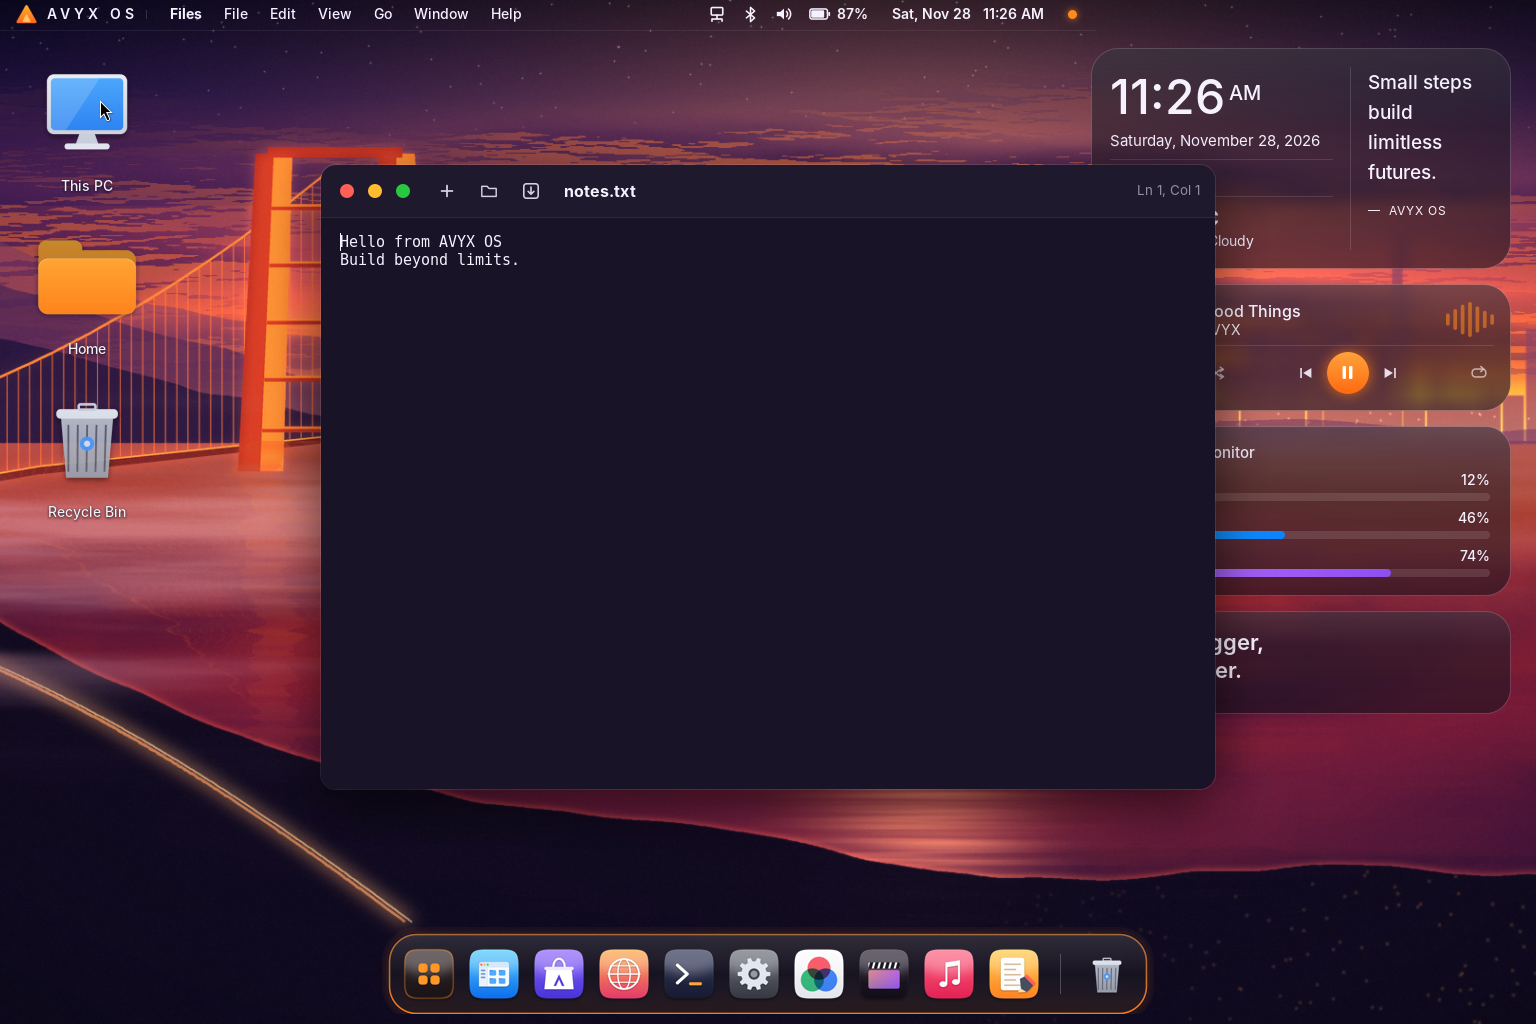 AVYX OS Files File Edit View Go Window Help 87% Sat, Nov 28 11:26 AM
This PC
Home
Recycle Bin
notes.txt Ln 1, Col 1
Hello from AVYX OS
Build beyond limits.
11:26 AM
Saturday, November 28, 2026
Cloudy
Small steps
build
limitless
futures.
— AVYX OS
ood Things
VYX
onitor
12%
46%
74%
gger,
er.